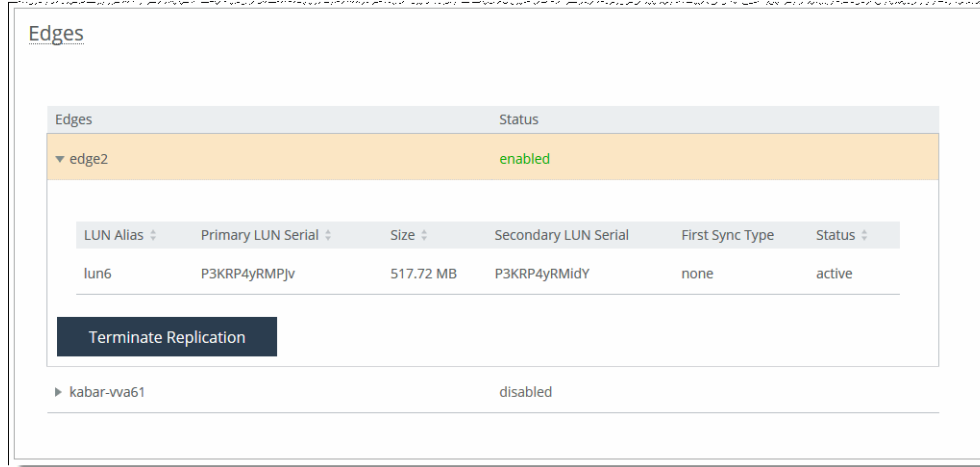 Edges
Edges Status
edge2 enabled
LUN Alias Primary LUN Serial Size Secondary LUN Serial First Sync Type Status
lun6 P3KRP4yRMPJv 517.72 MB P3KRP4yRMidY none active
Terminate Replication
kabar-vva61 disabled